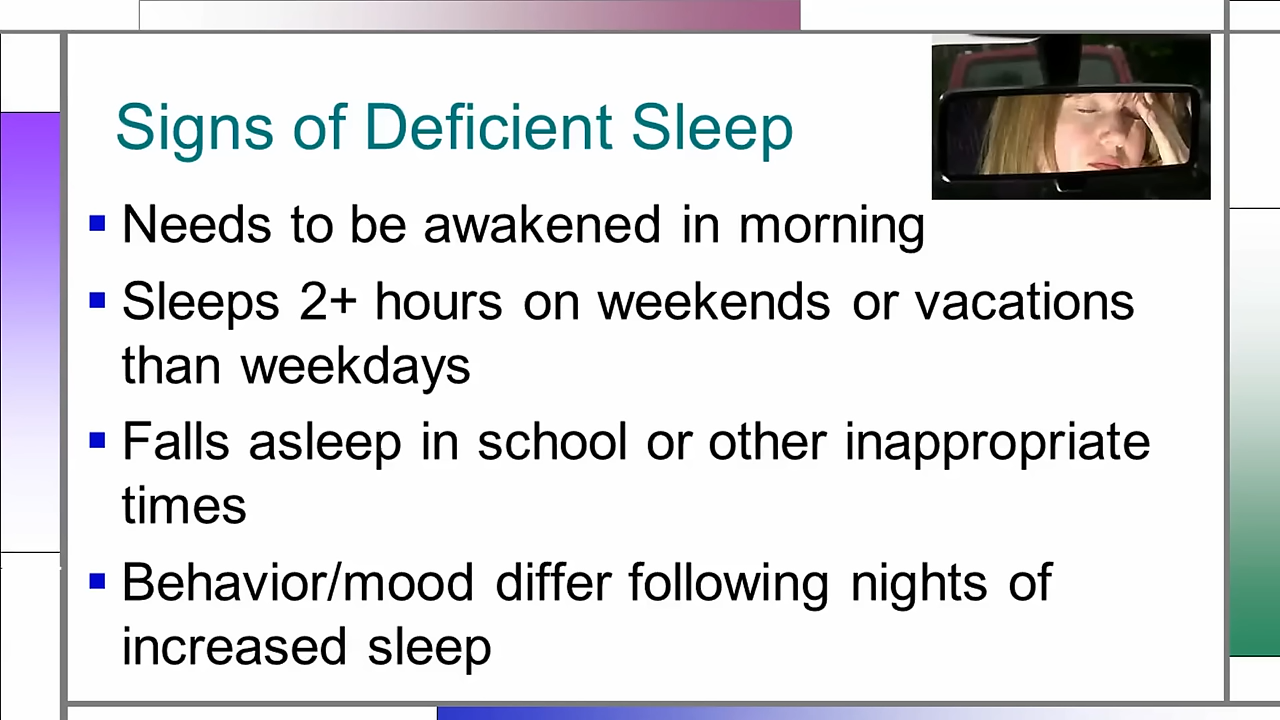 Signs of Deficient Sleep
Needs to be awakened in morning
Sleeps 2+ hours on weekends or vacations
than weekdays
Falls asleep in school or other inappropriate
times
Behavior/mood differ following nights of
increased sleep